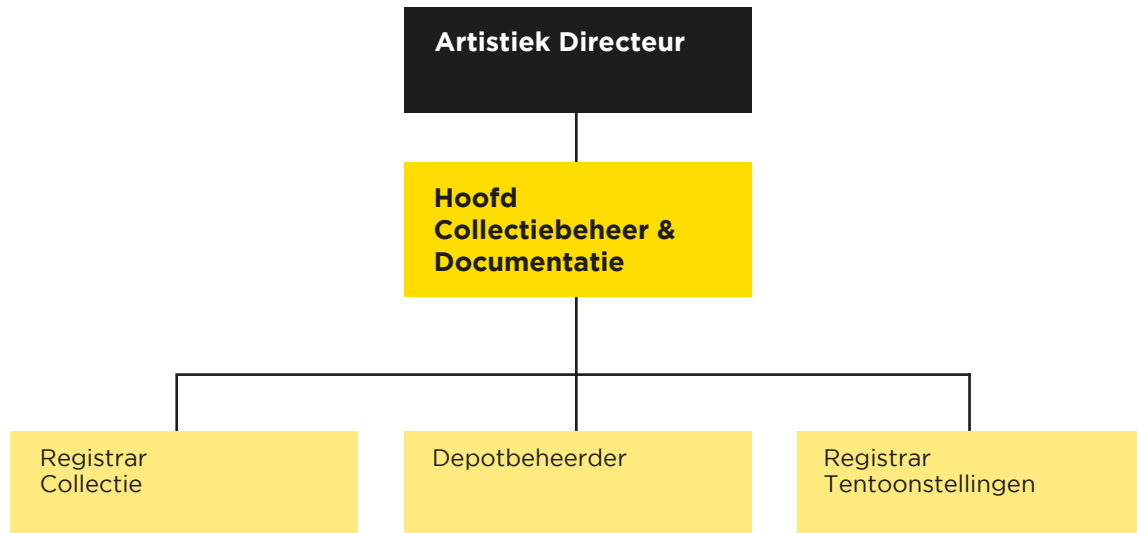 Artistiek Directeur
Hoofd
Collectiebeheer &
Documentatie
Registrar
Collectie
Depotbeheerder
Registrar
Tentoonstellingen